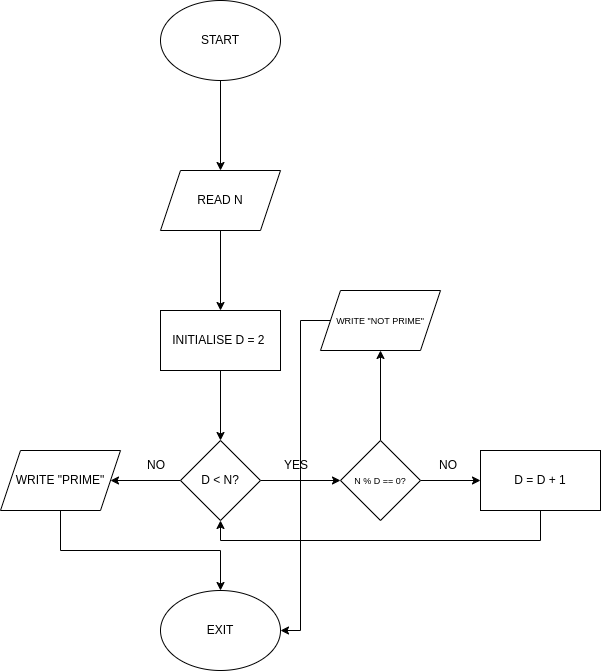 START
READ N
INITIALISE D = 2
WRITE "NOT PRIME"
NO
YES
NO
WRITE "PRIME"
D < N?
N % D == 0?
D = D + 1
EXIT